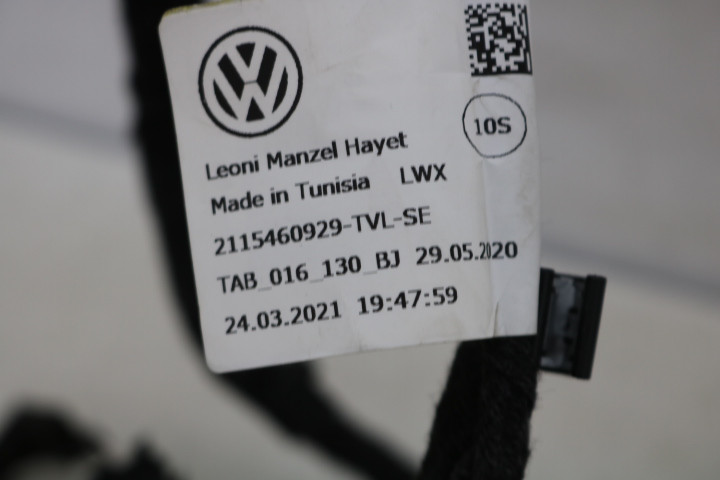 10S
Leoni Manzel Hayet
Made in Tunisia LWX
2115460929-TVL-SE
TAB_016_130_BJ 29.05.2020
24.03.2021 19:47:59